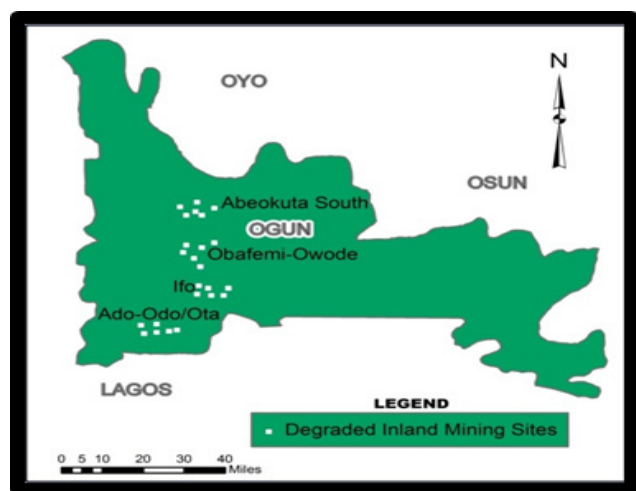 OYO
N
OSUN
Abeokuta South
OGUN
Obafemi-Owode
Ifo
Ado-Odo/Ota
LAGOS
LEGEND
Degraded Inland Mining Sites
0 5 10 20 30 40
Miles